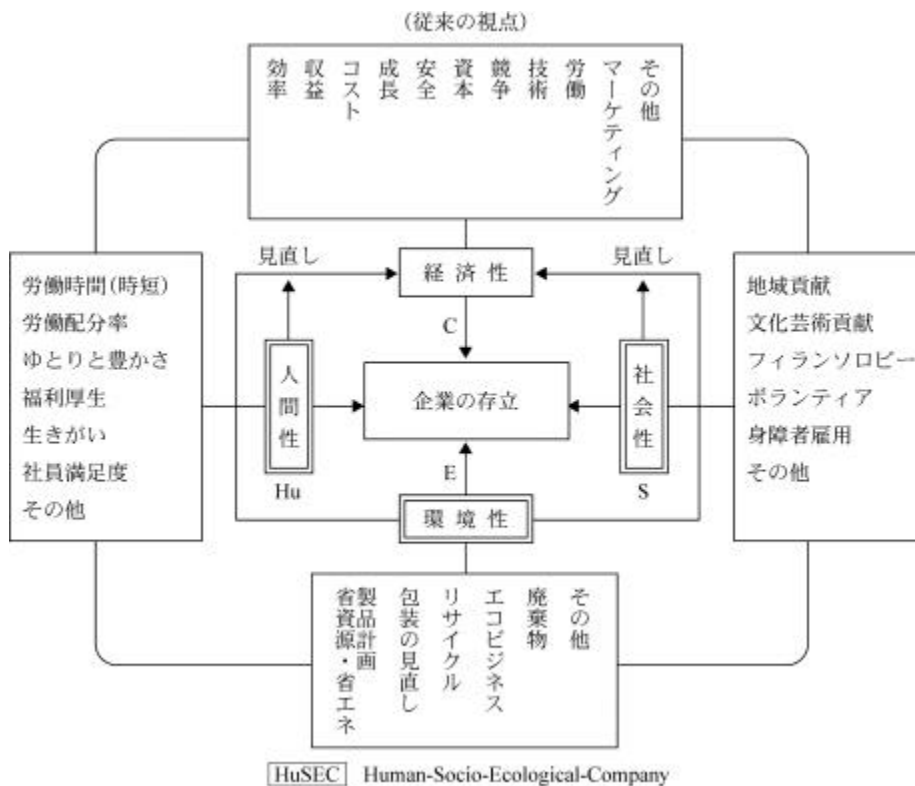 (従来の視点)
効率
収益
コスト
成長
安全
資本
競争
技術
労働
マーケティング
その他
見直し
経済性
見直し
労働時間(時短)
労働配分率
ゆとりと豊かさ
福利厚生
生きがい
社員満足度
その他
人間性
Hu
C
企業の存立
E
環境性
社会性
S
地域貢献
文化芸術貢献
フィランソロピー
ボランティア
身障者雇用
その他
製品計画
省資源・省エネ
包装の見直し
リサイクル
エコビジネス
廃棄物
その他
HuSEC Human-Socio-Ecological-Company